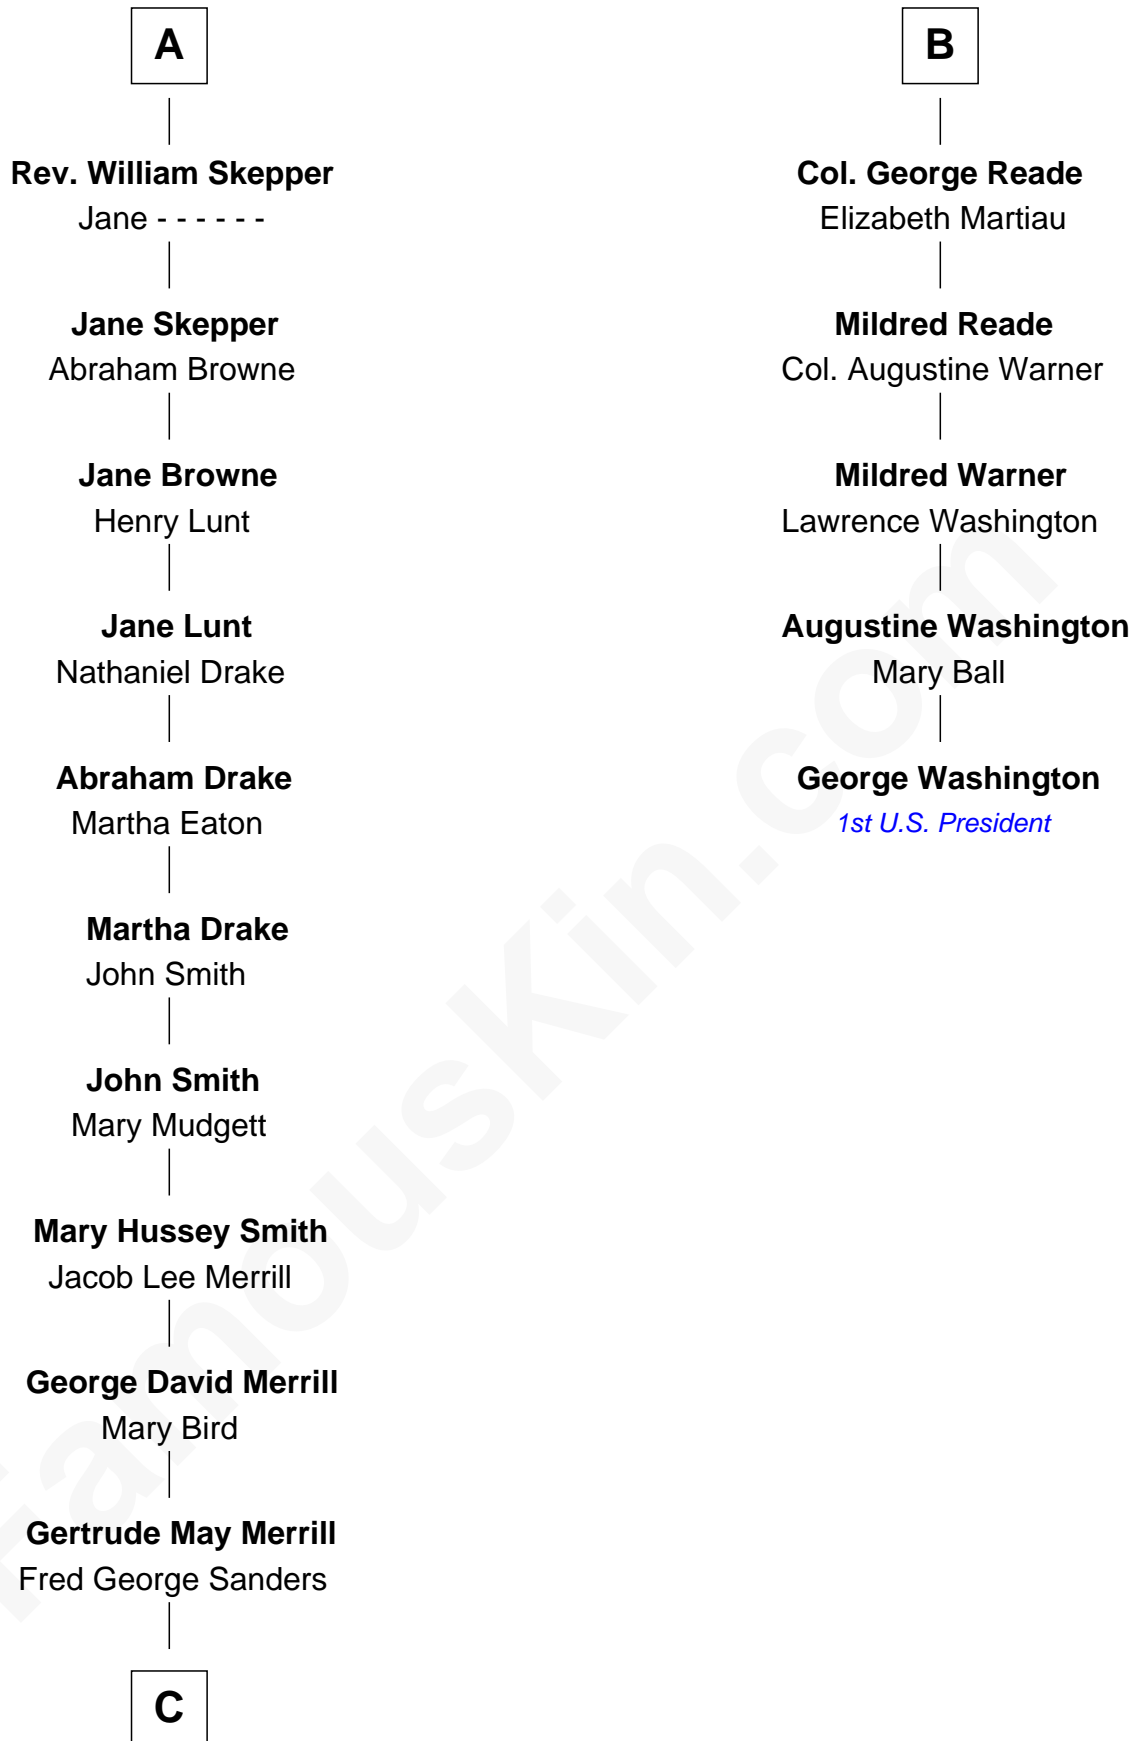 A
Rev. William Skepper
Jane - - - - - -
Jane Skepper
Abraham Browne
Jane Browne
Henry Lunt
Jane Lunt
Nathaniel Drake
Abraham Drake
Martha Eaton
Martha Drake
John Smith
John Smith
Mary Mudgett
Mary Hussey Smith
Jacob Lee Merrill
George David Merrill
Mary Bird
Gertrude May Merrill
Fred George Sanders
C
B
Col. George Reade
Elizabeth Martiau
Mildred Reade
Col. Augustine Warner
Mildred Warner
Lawrence Washington
Augustine Washington
Mary Ball
George Washington
1st U.S. President
FamousKin.com